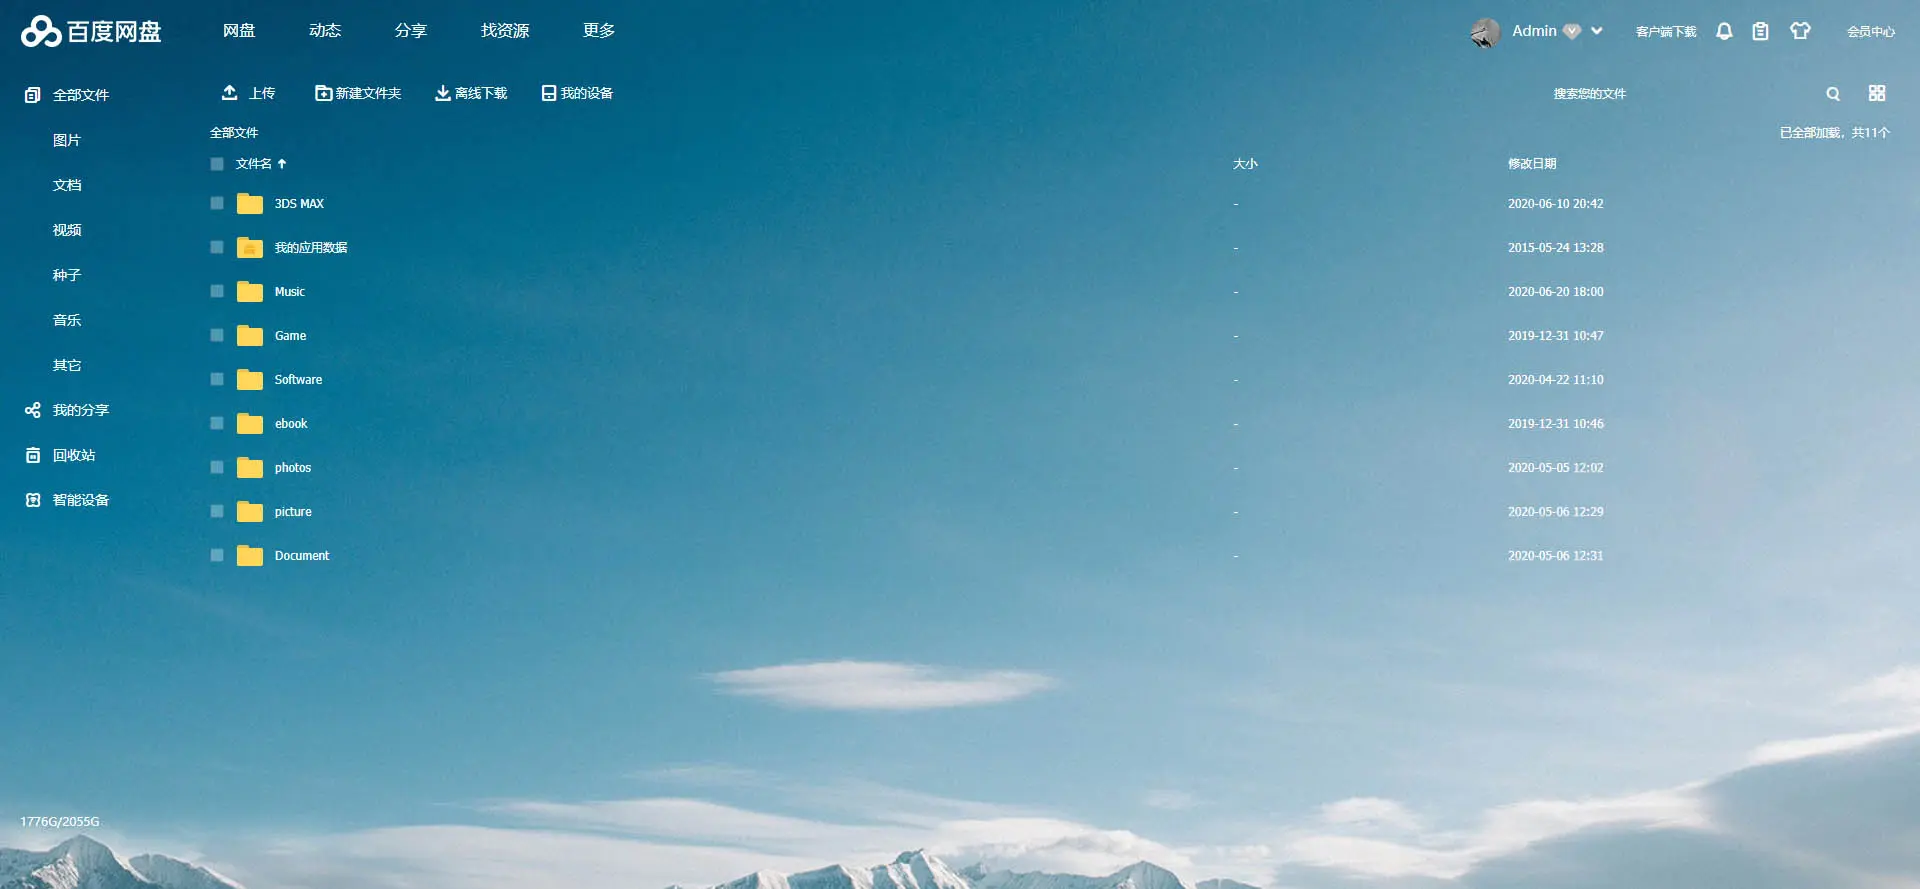 百度网盘 网盘 动态 分享 找资源 更多 Admin 客户端下载 会员中心
全部文件
图片
文档
视频
种子
音乐
其它
我的分享
回收站
智能设备
1776G/2055G
上传 新建文件夹 离线下载 我的设备 搜索您的文件
全部文件 已全部加载，共11个
文件名 大小 修改日期
3DS MAX - 2020-06-10 20:42
我的应用数据 - 2015-05-24 13:28
Music - 2020-06-20 18:00
Game - 2019-12-31 10:47
Software - 2020-04-22 11:10
ebook - 2019-12-31 10:46
photos - 2020-05-05 12:02
picture - 2020-05-06 12:29
Document - 2020-05-06 12:31